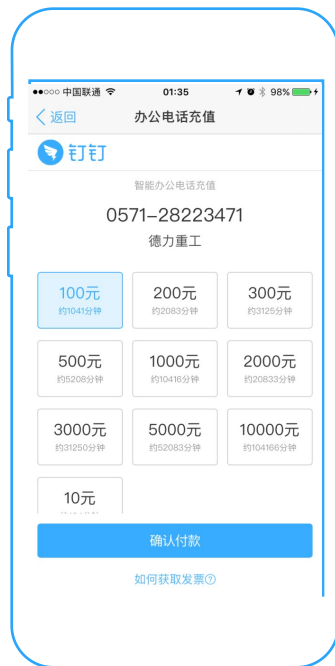 中国联通 01:35 98%
返回 办公电话充值
钉钉
智能办公电话充值
0571-28223471
德力重工
100元 200元 300元
约1041分钟 约2083分钟 约3125分钟
500元 1000元 2000元
约5208分钟 约10416分钟 约20833分钟
3000元 5000元 10000元
约31250分钟 约52083分钟 约104166分钟
10元
确认付款
如何获取发票?